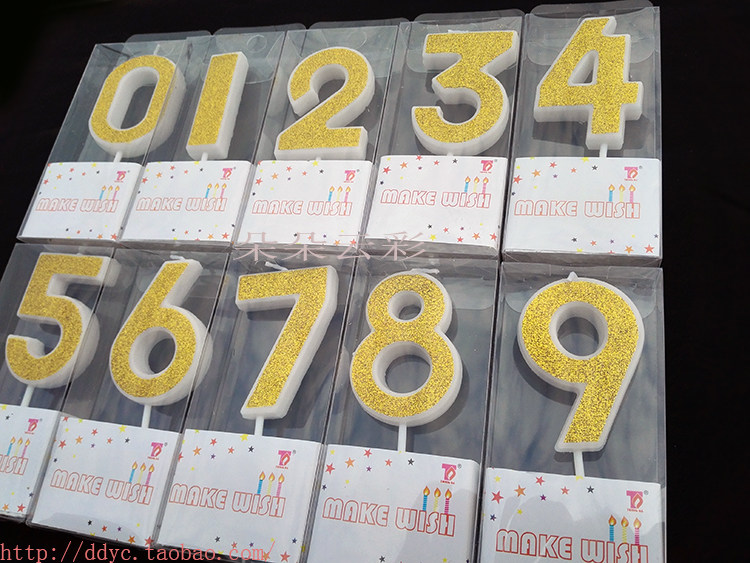 0 1 2 3 4
MAKE WISH MAKE WISH MAKE WISH MAKE WISH MAKE WISH
朵朵云彩
5 6 7 8 9
MAKE WISH MAKE WISH MAKE WISH MAKE WISH
http://ddyc.taobao.com/